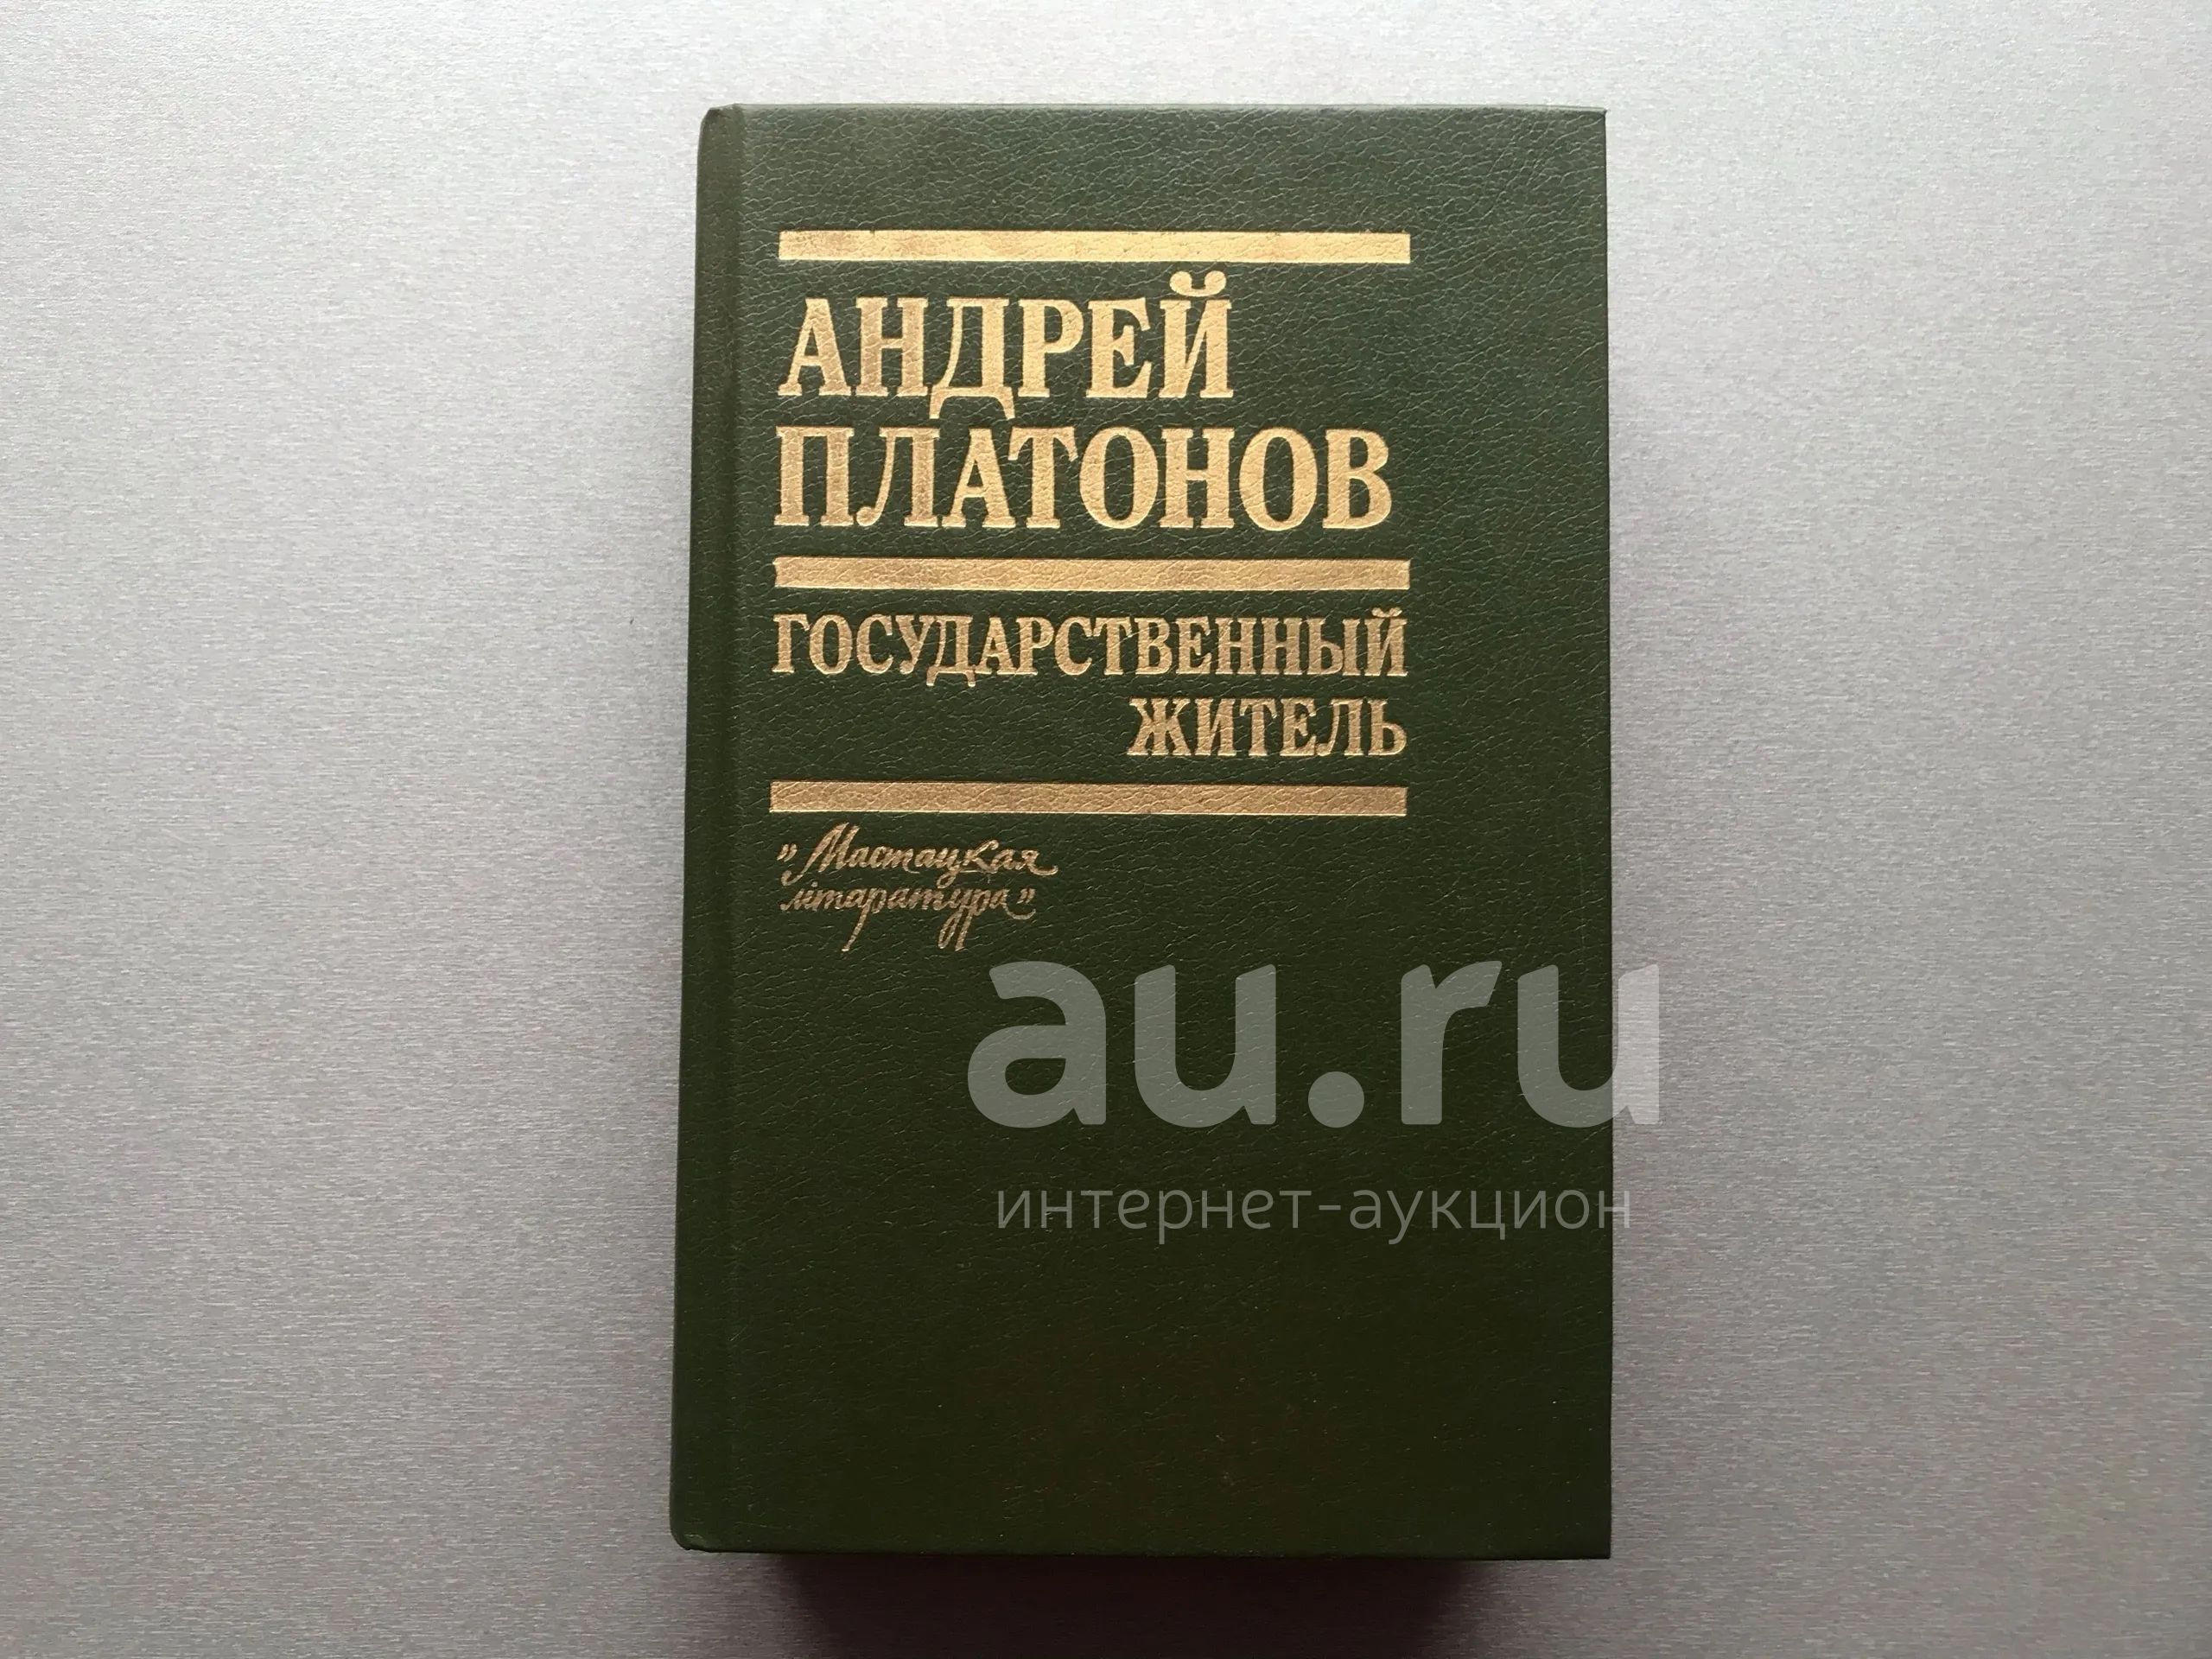 АНДРЕЙ
ПЛАТОНОВ
ГОСУДАРСТВЕННЫЙ
ЖИТЕЛЬ
„Мастацкая
літаратура”
au.ru
интернет-аукцион